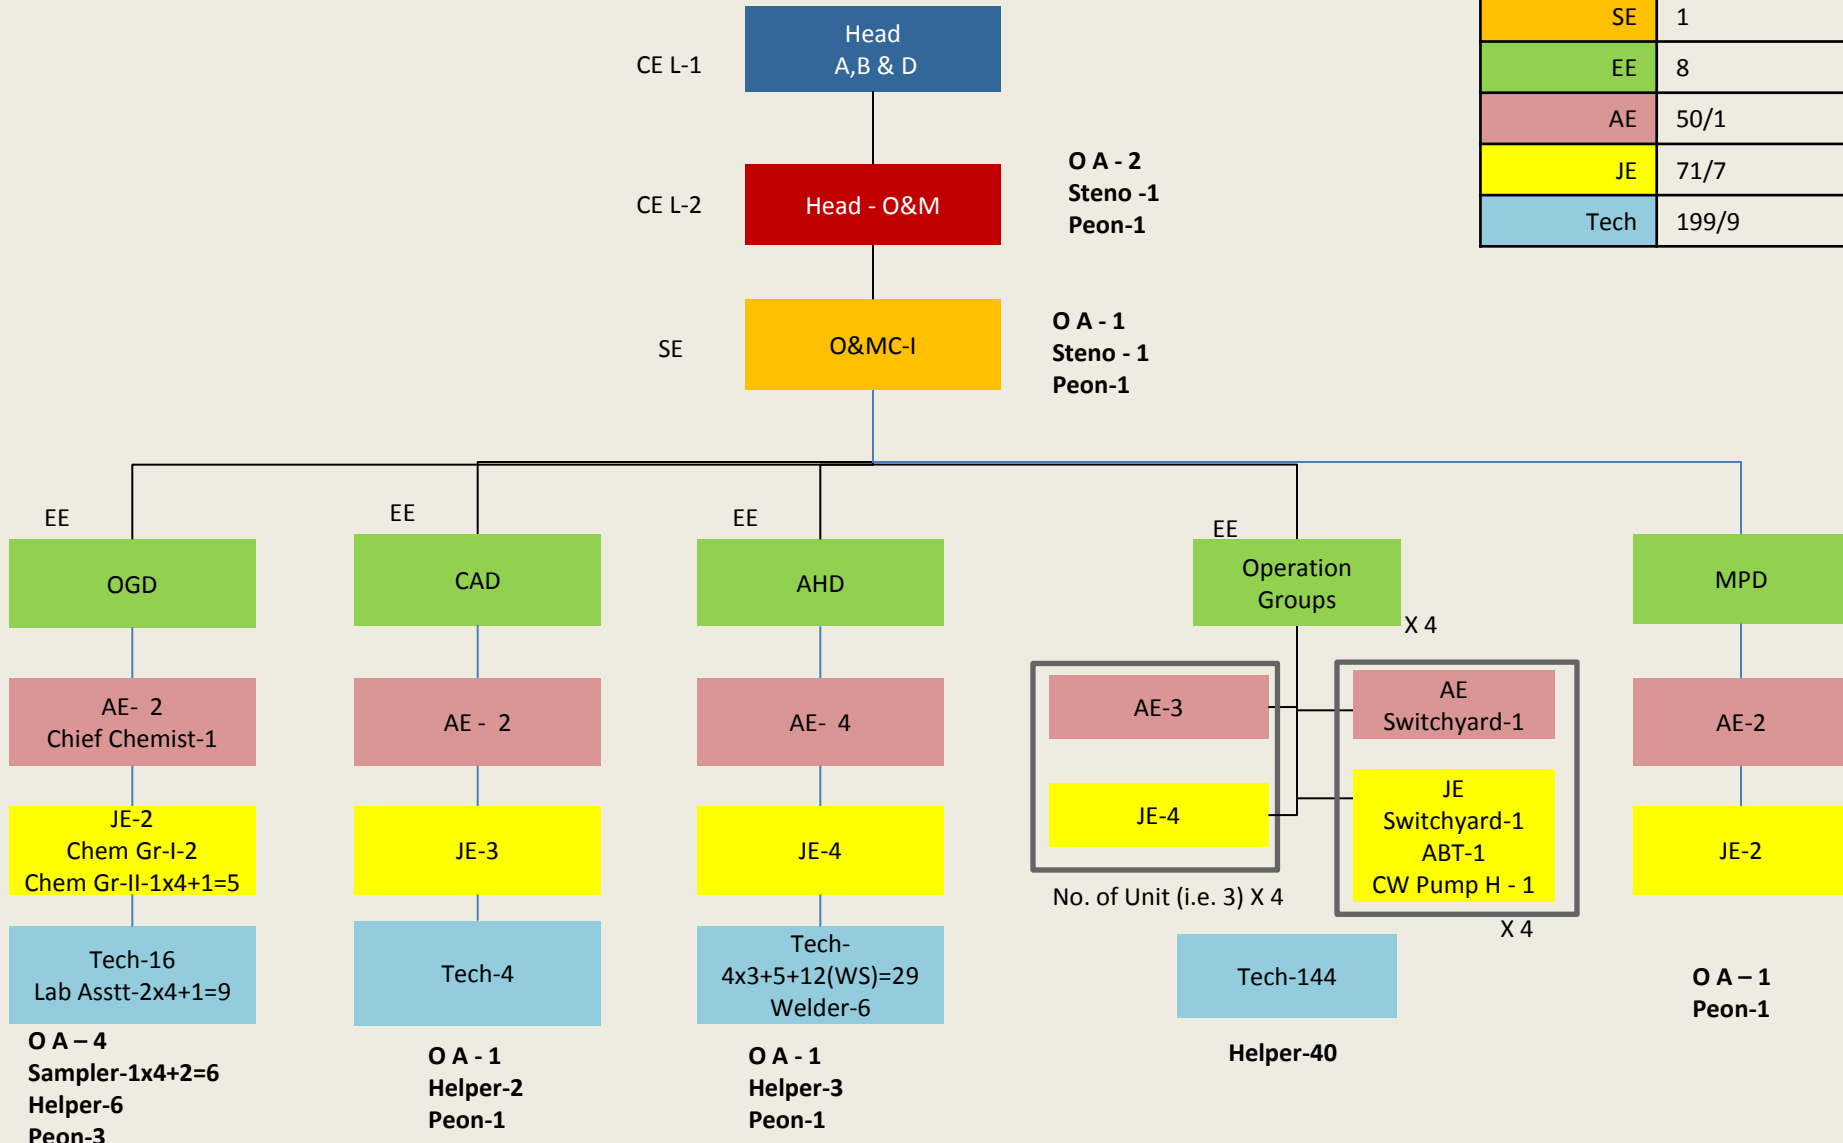 Head
A,B & D
CE L-1
SE 1
EE 8
AE 50/1
JE 71/7
Tech 199/9
CE L-2
Head - O&M
O A - 2
Steno -1
Peon-1
SE
O&MC-I
O A - 1
Steno - 1
Peon-1
EE
OGD
AE-  2
Chief Chemist-1
JE-2
Chem Gr-I-2
Chem Gr-II-1x4+1=5
Tech-16
Lab Asstt-2x4+1=9
O A – 4
Sampler-1x4+2=6
Helper-6
Peon-3
EE
CAD
AE -  2
JE-3
Tech-4
O A - 1
Helper-2
Peon-1
EE
AHD
AE-  4
JE-4
Tech-
4x3+5+12(WS)=29
Welder-6
O A - 1
Helper-3
Peon-1
EE
Operation
Groups
X 4
AE-3
JE-4
No. of Unit (i.e. 3) X 4
AE
Switchyard-1
JE
Switchyard-1
ABT-1
CW Pump H - 1
X 4
Tech-144
Helper-40
MPD
AE-2
JE-2
O A – 1
Peon-1